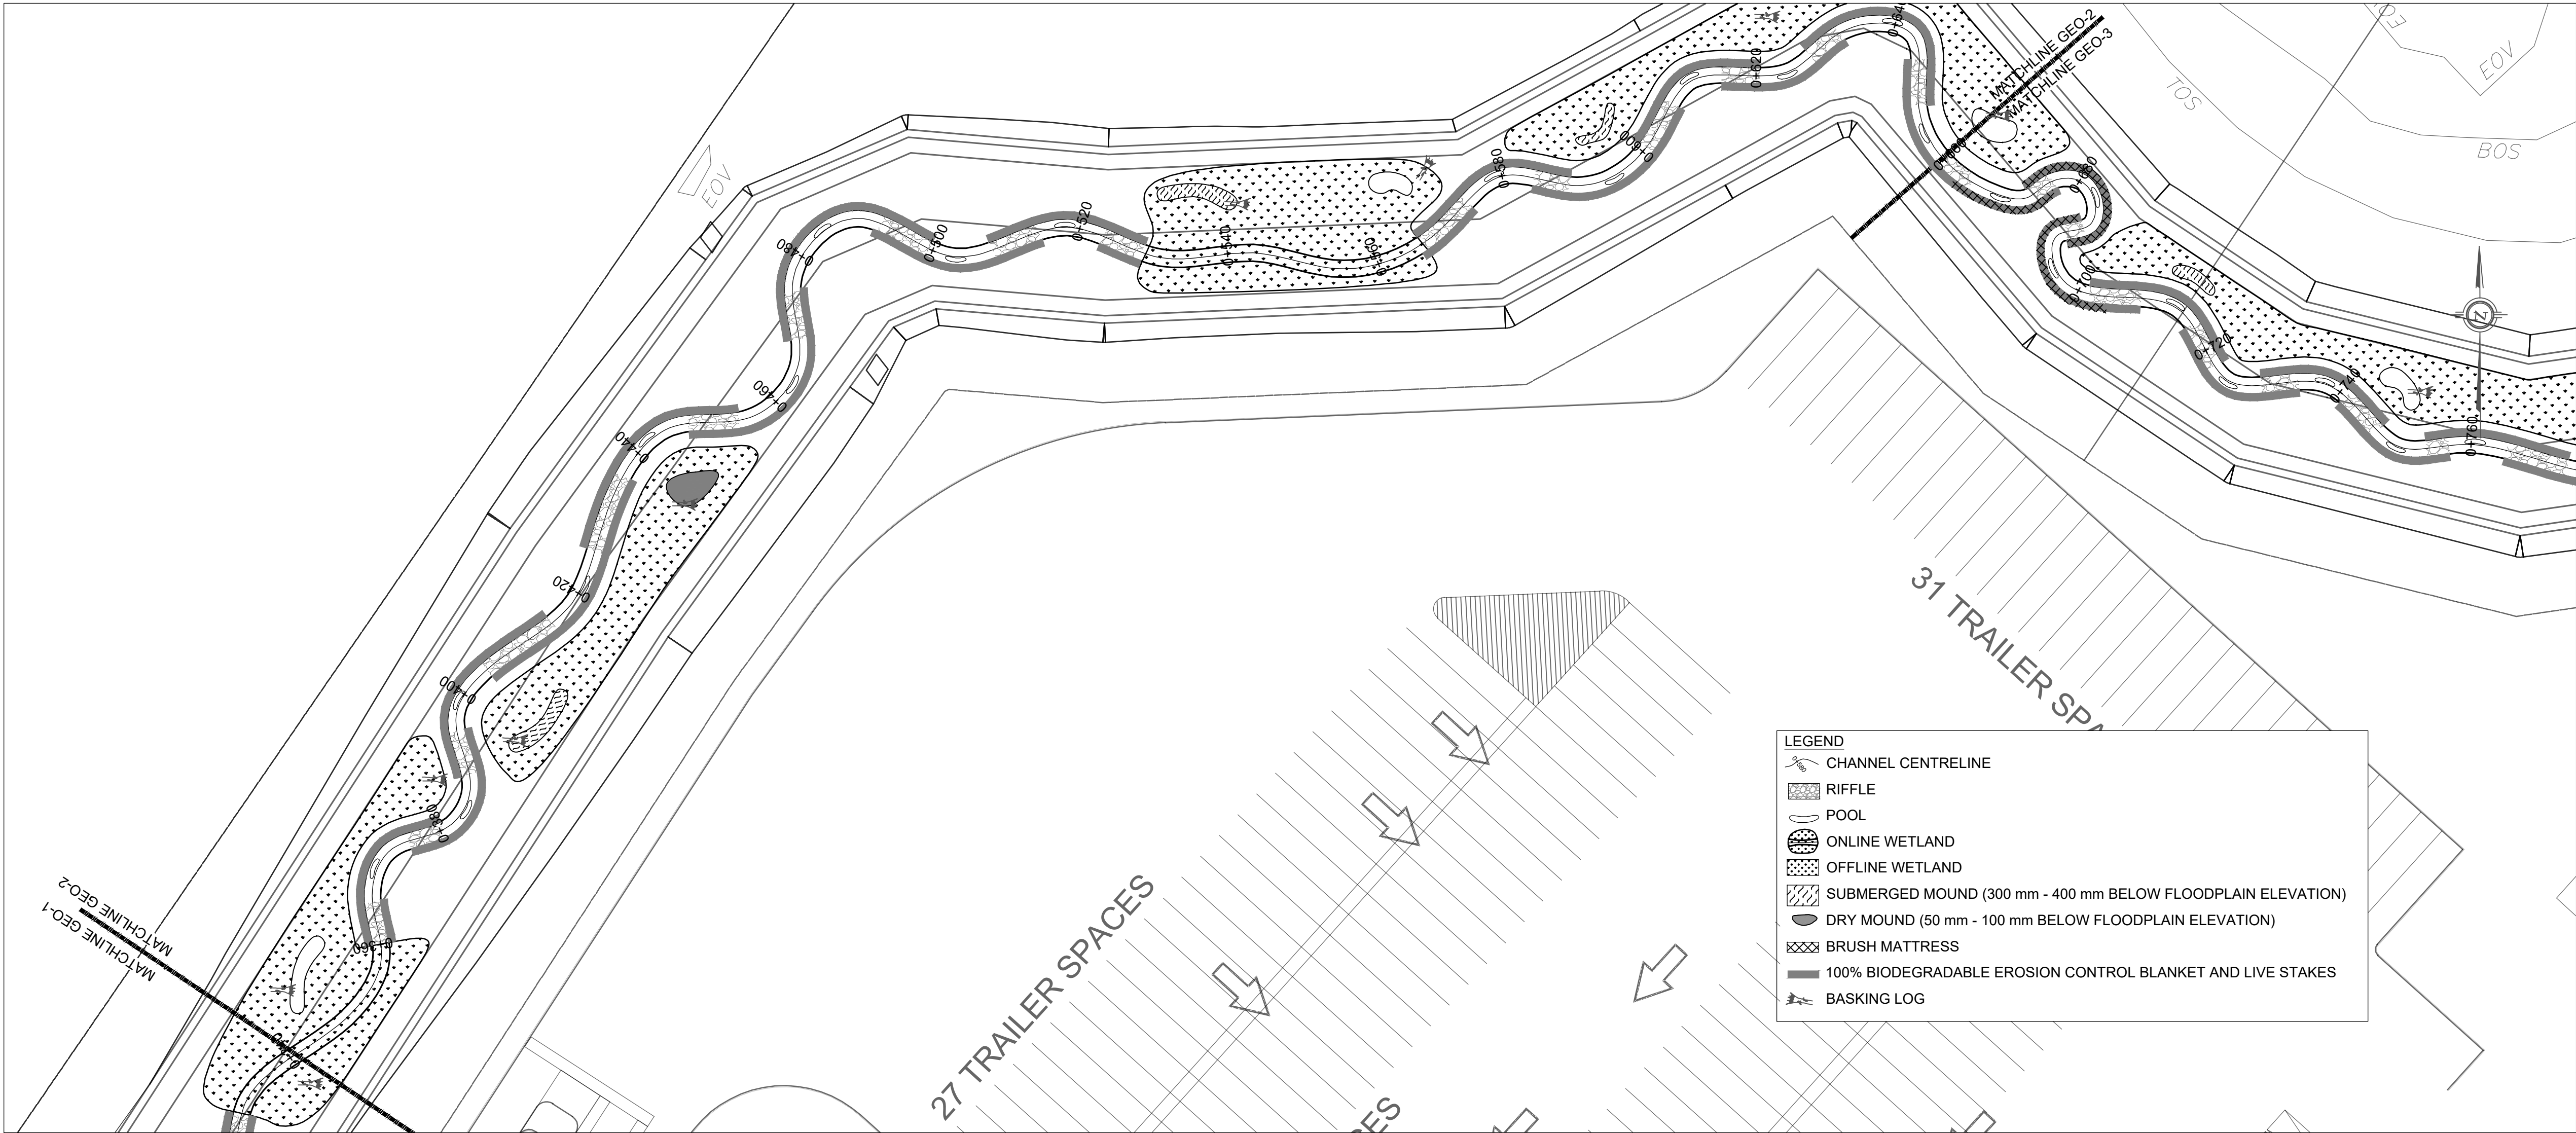 MATCHLINE GEO-2
MATCHLINE GEO-3
EOV
EOV
TOS
BOS
EOV
0+640
0+620
0+600
0+580
0+560
0+540
0+520
0+500
0+480
0+460
0+440
0+420
0+400
0+380
0+360
0+680
0+700
0+720
0+740
0+760
N
MATCHLINE GEO-2
MATCHLINE GEO-1
27 TRAILER SPACES
31 TRAILER SPA
CES
LEGEND
0+580
CHANNEL CENTRELINE
RIFFLE
POOL
ONLINE WETLAND
OFFLINE WETLAND
SUBMERGED MOUND (300 mm - 400 mm BELOW FLOODPLAIN ELEVATION)
DRY MOUND (50 mm - 100 mm BELOW FLOODPLAIN ELEVATION)
BRUSH MATTRESS
100% BIODEGRADABLE EROSION CONTROL BLANKET AND LIVE STAKES
BASKING LOG